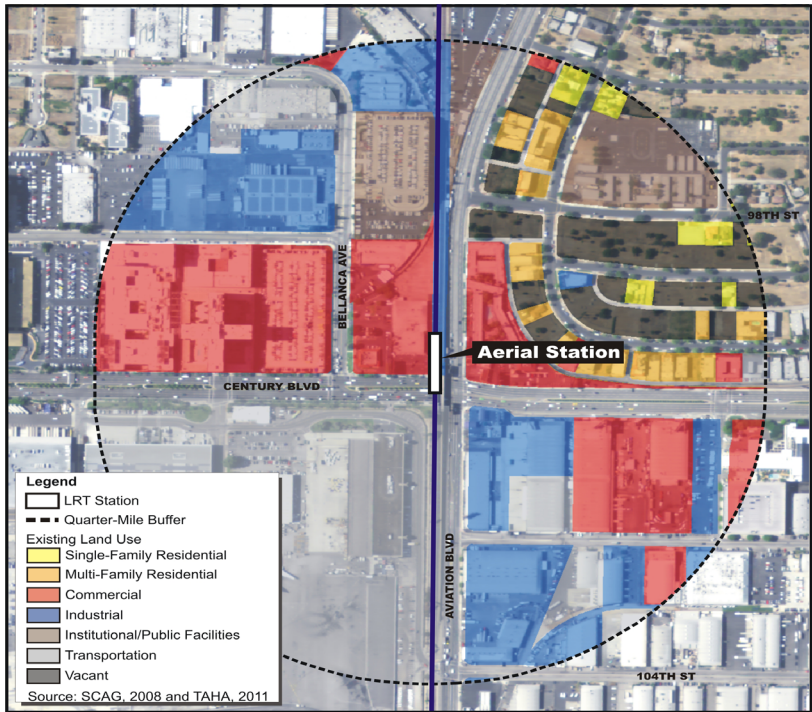 98TH ST
BELLANCA AVE
Aerial Station
CENTURY BLVD
AVIATION BLVD
104TH ST
Legend
LRT Station
Quarter-Mile Buffer
Existing Land Use
Single-Family Residential
Multi-Family Residential
Commercial
Industrial
Institutional/Public Facilities
Transportation
Vacant
Source: SCAG, 2008 and TAHA, 2011